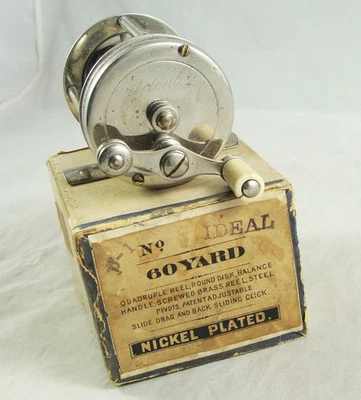 No IDEAL
60 YARD
QUADRUPLE REEL, ROUND DISK, BALANCE
HANDLE SCREWED BRASS REEL, STEEL
PIVOTS, PATENT ADJUSTABLE
SLIDE DRAG AND BACK SLIDING CLICK.
NICKEL PLATED.